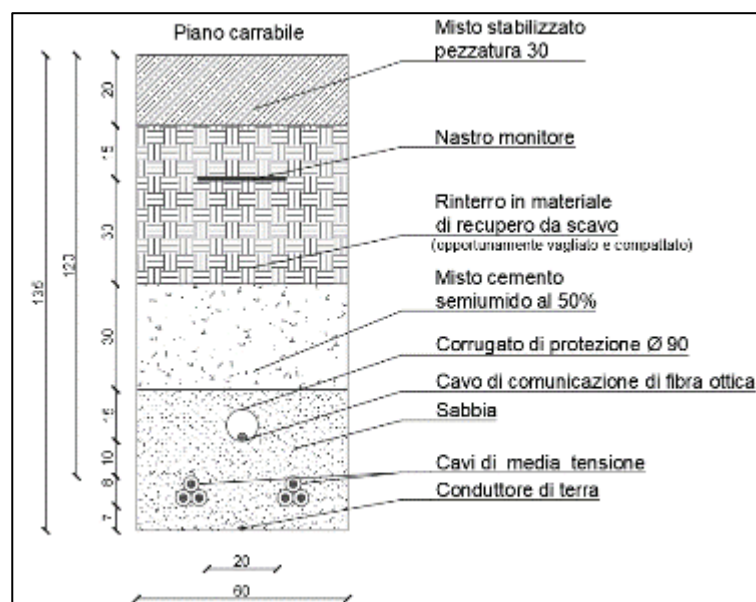 Piano carrabile
Misto stabilizzato
pezzatura 30
Nastro monitore
Rinterro in materiale
di recupero da scavo
(opportunamente vagliato e compattato)
Misto cemento
semiumido al 50%
Corrugato di protezione Ø 90
Cavo di comunicazione di fibra ottica
Sabbia
Cavi di media tensione
Conduttore di terra
20
15
30
30
15
10
8
7
120
135
20
60